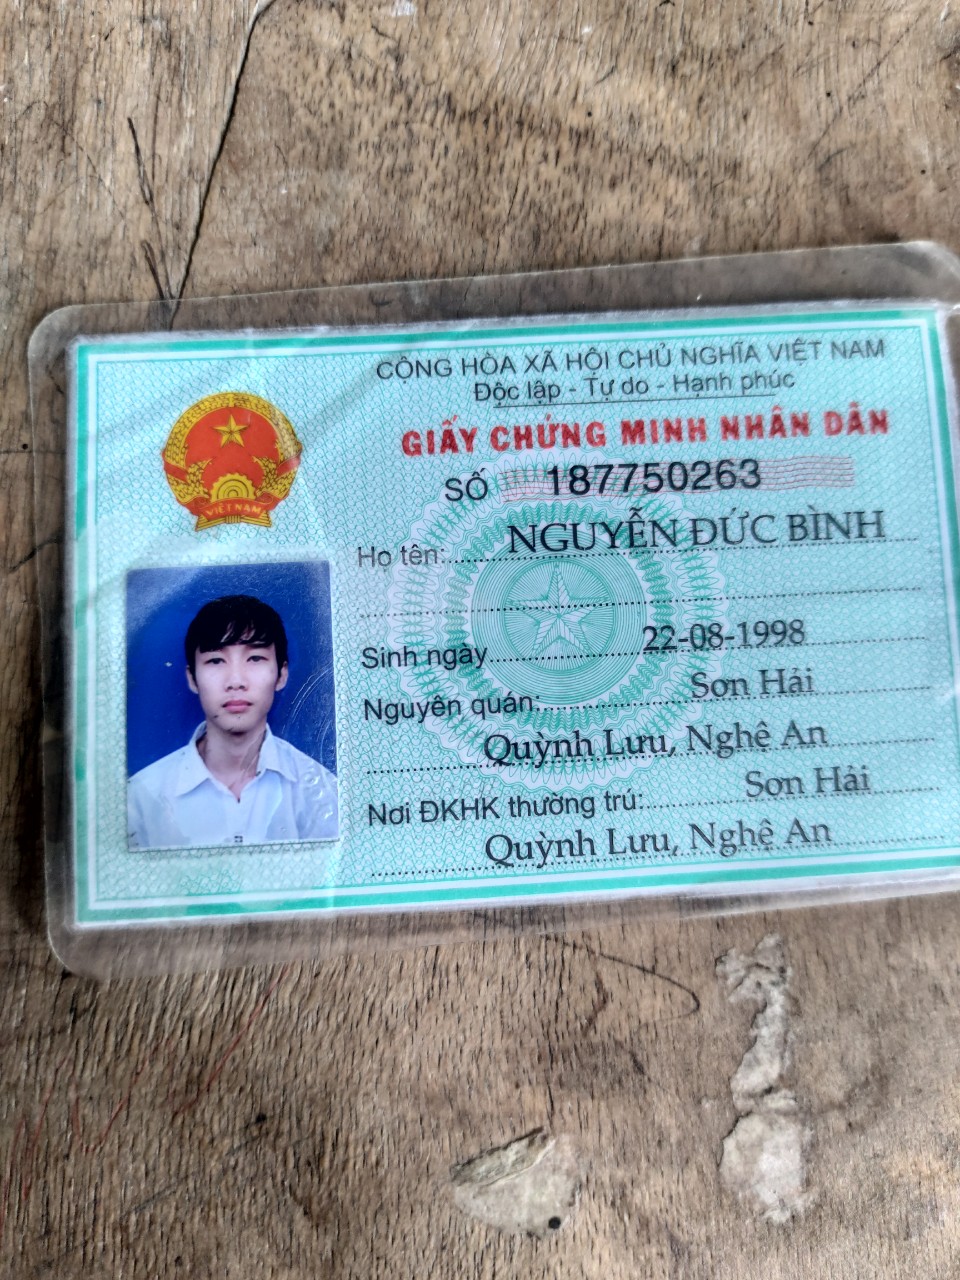 CỘNG HÒA XÃ HỘI CHỦ NGHĨA VIỆT NAM
Độc lập - Tự do - Hạnh phúc
GIẤY CHỨNG MINH NHÂN DÂN
SỐ 187750263
VIỆT NAM
Họ tên: NGUYỄN ĐỨC BÌNH
Sinh ngày 22-08-1998
Nguyên quán: Sơn Hải
Quỳnh Lưu, Nghệ An
Nơi ĐKHK thường trú: Sơn Hải
Quỳnh Lưu, Nghệ An